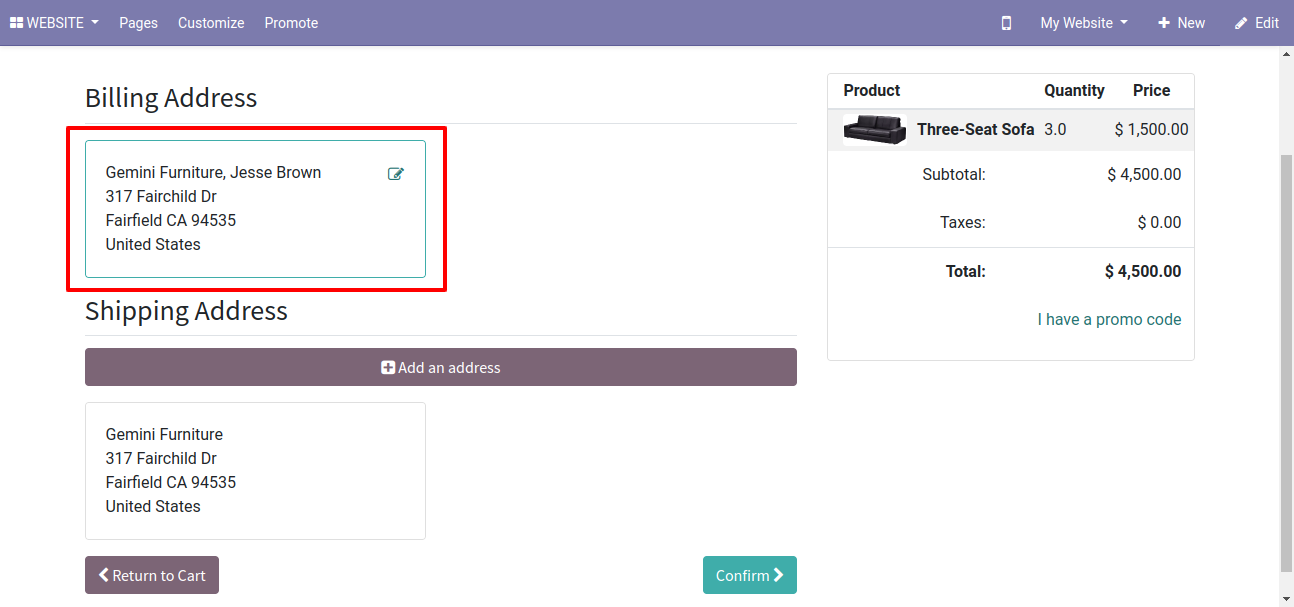 WEBSITE Pages Customize Promote My Website New Edit
Billing Address
Gemini Furniture, Jesse Brown
317 Fairchild Dr
Fairfield CA 94535
United States
Shipping Address
Add an address
Gemini Furniture
317 Fairchild Dr
Fairfield CA 94535
United States
Return to Cart Confirm
Product Quantity Price
Three-Seat Sofa 3.0 $ 1,500.00
Subtotal: $ 4,500.00
Taxes: $ 0.00
Total: $ 4,500.00
I have a promo code